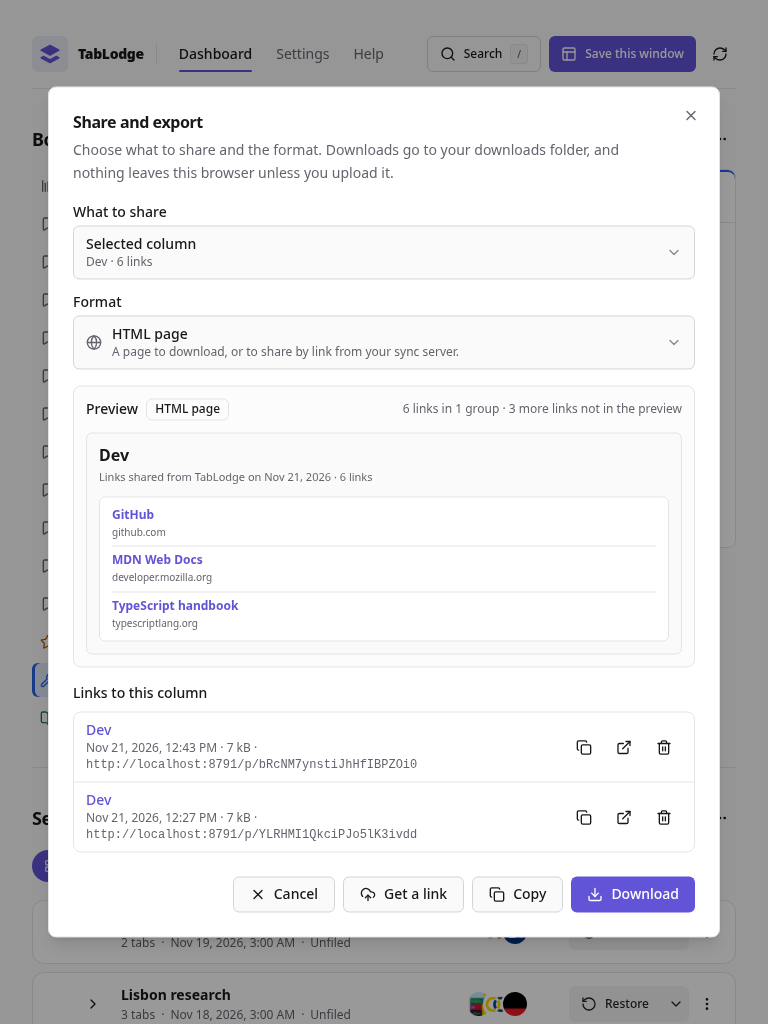 TabLodge
Dashboard
Settings
Help
Search /
Save this window
Bo
Share and export
Choose what to share and the format. Downloads go to your downloads folder, and
nothing leaves this browser unless you upload it.
What to share
Selected column
Dev · 6 links
Format
HTML page
A page to download, or to share by link from your sync server.
Preview
HTML page
6 links in 1 group · 3 more links not in the preview
Dev
Links shared from TabLodge on Nov 21, 2026 · 6 links
GitHub
github.com
MDN Web Docs
developer.mozilla.org
TypeScript handbook
typescriptlang.org
Links to this column
Dev
Nov 21, 2026, 12:43 PM · 7 kB ·
http://localhost:8791/p/bRcNM7ynstiJhHfIBPZOi0
Dev
Nov 21, 2026, 12:27 PM · 7 kB ·
http://localhost:8791/p/YLRHMI1QkciPJo5lK3ivdd
Se
Cancel
Get a link
Copy
Download
2 tabs · Nov 19, 2026, 3:00 AM · Unfiled
Lisbon research
3 tabs · Nov 18, 2026, 3:00 AM · Unfiled
Restore